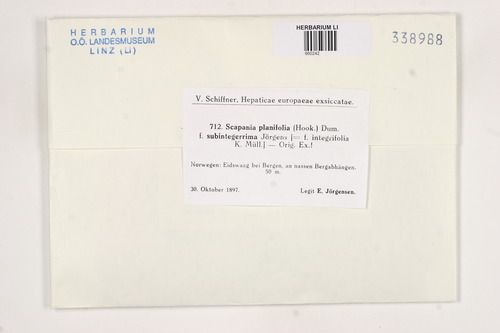 HERBARIUM
O.Ö. LANDESMUSEUM
LINZ (LI)
HERBARIUM LI
660242
338988
V. Schiffner, Hepaticae europaeae exsiccatae.
712. Scapania planifolia (Hook.) Dum.
f. subintegerrima Jörgens [= f. integrifolia
K. Müll.] — Orig. Ex.!
Norwegen: Eidsvaag bei Bergen, an nassen Bergabhängen.
50 m.
30. Oktober 1897.
Legit E. Jörgensen.